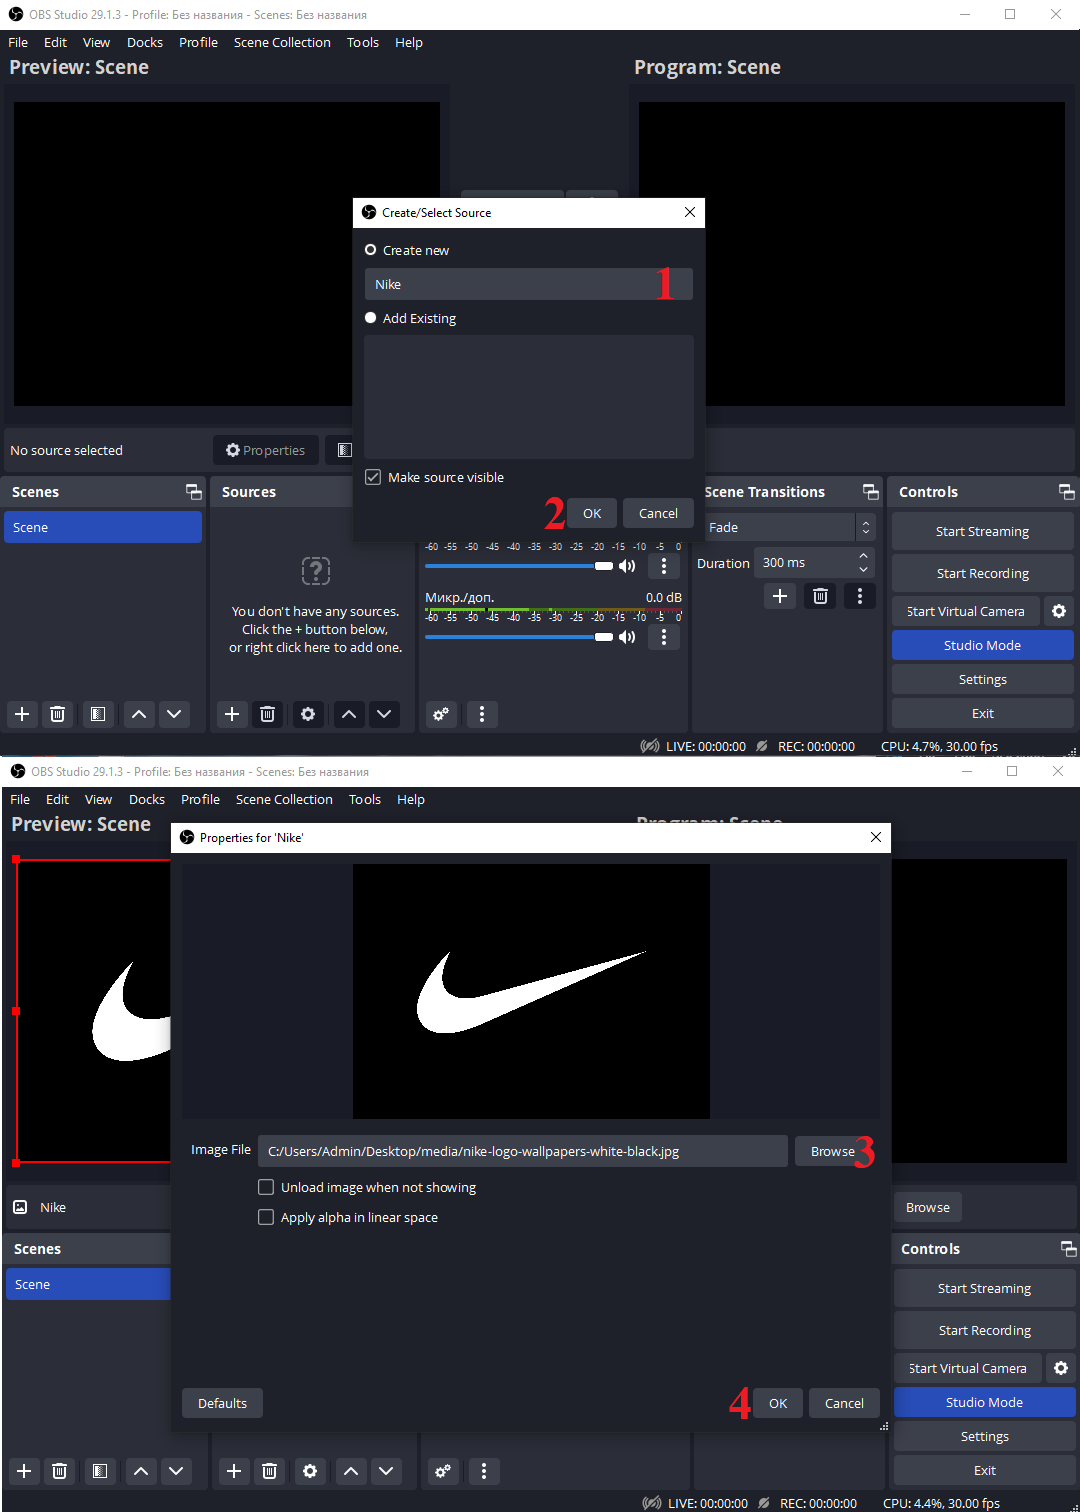 OBS Studio 29.1.3 - Profile: Без названия - Scenes: Без названия
File Edit View Docks Profile Scene Collection Tools Help
Preview: Scene
Program: Scene
Create/Select Source
Create new
Nike 1
Add Existing
Make source visible
2 OK Cancel
No source selected
Properties
Scenes
Scene
Sources
You don't have any sources.
Click the + button below,
or right click here to add one.
-60 -55 -50 -45 -40 -35 -30 -25 -20 -15 -10 -5 0
Микр./доп. 0.0 dB
-60 -55 -50 -45 -40 -35 -30 -25 -20 -15 -10 -5 0
Scene Transitions
Fade
Duration 300 ms
Controls
Start Streaming
Start Recording
Start Virtual Camera
Studio Mode
Settings
Exit
LIVE: 00:00:00 REC: 00:00:00 CPU: 4.7%, 30.00 fps
OBS Studio 29.1.3 - Profile: Без названия - Scenes: Без названия
File Edit View Docks Profile Scene Collection Tools Help
Preview: Scene
Program: Scene
Properties for 'Nike'
Image File C:/Users/Admin/Desktop/media/nike-logo-wallpapers-white-black.jpg Browse 3
Unload image when not showing
Apply alpha in linear space
Defaults
4 OK Cancel
Nike
Browse
Scenes
Scene
Controls
Start Streaming
Start Recording
Start Virtual Camera
Studio Mode
Settings
Exit
LIVE: 00:00:00 REC: 00:00:00 CPU: 4.4%, 30.00 fps